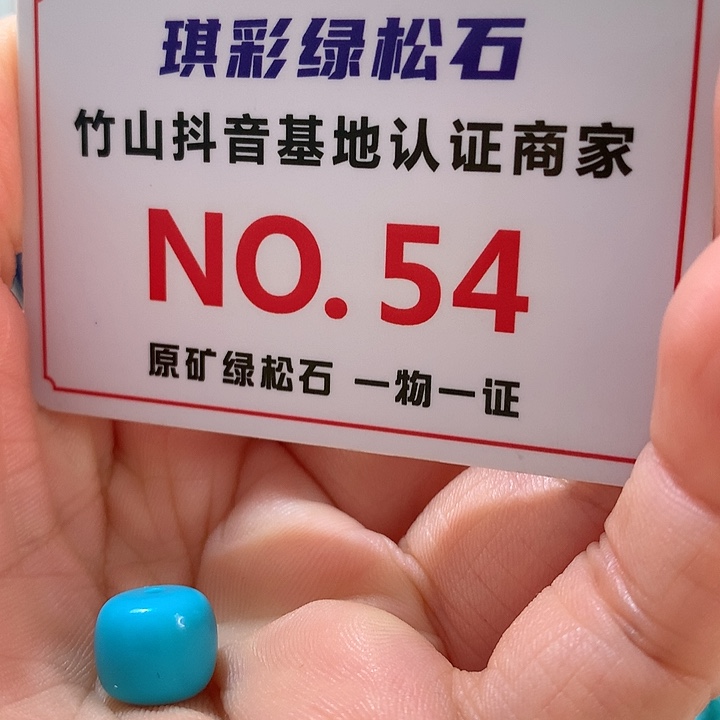 琪彩绿松石
竹山抖音基地认证商家
NO.54
原矿绿松石 一物一证